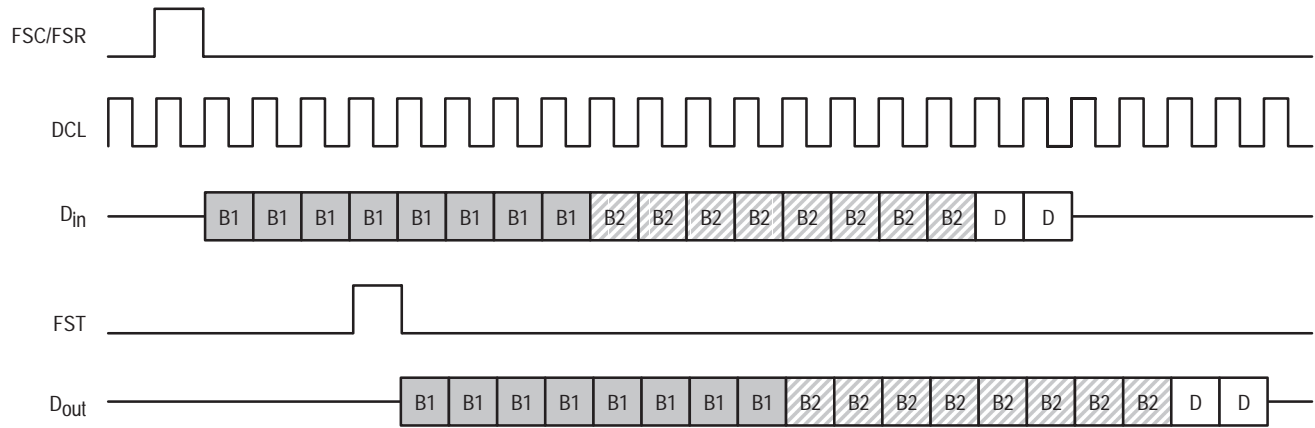 FSC/FSR
DCL
Din B1 B1 B1 B1 B1 B1 B1 B1 B2 B2 B2 B2 B2 B2 B2 B2 D D
FST
Dout B1 B1 B1 B1 B1 B1 B1 B1 B2 B2 B2 B2 B2 B2 B2 B2 D D